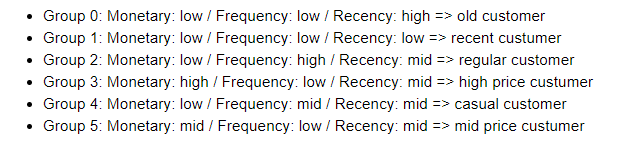 Group 0: Monetary: low / Frequency: low / Recency: high => old customer
Group 1: Monetary: low / Frequency: low / Recency: low => recent custumer
Group 2: Monetary: low / Frequency: high / Recency: mid => regular customer
Group 3: Monetary: high / Frequency: low / Recency: mid => high price custumer
Group 4: Monetary: low / Frequency: mid / Recency: mid => casual customer
Group 5: Monetary: mid / Frequency: low / Recency: mid => mid price custumer